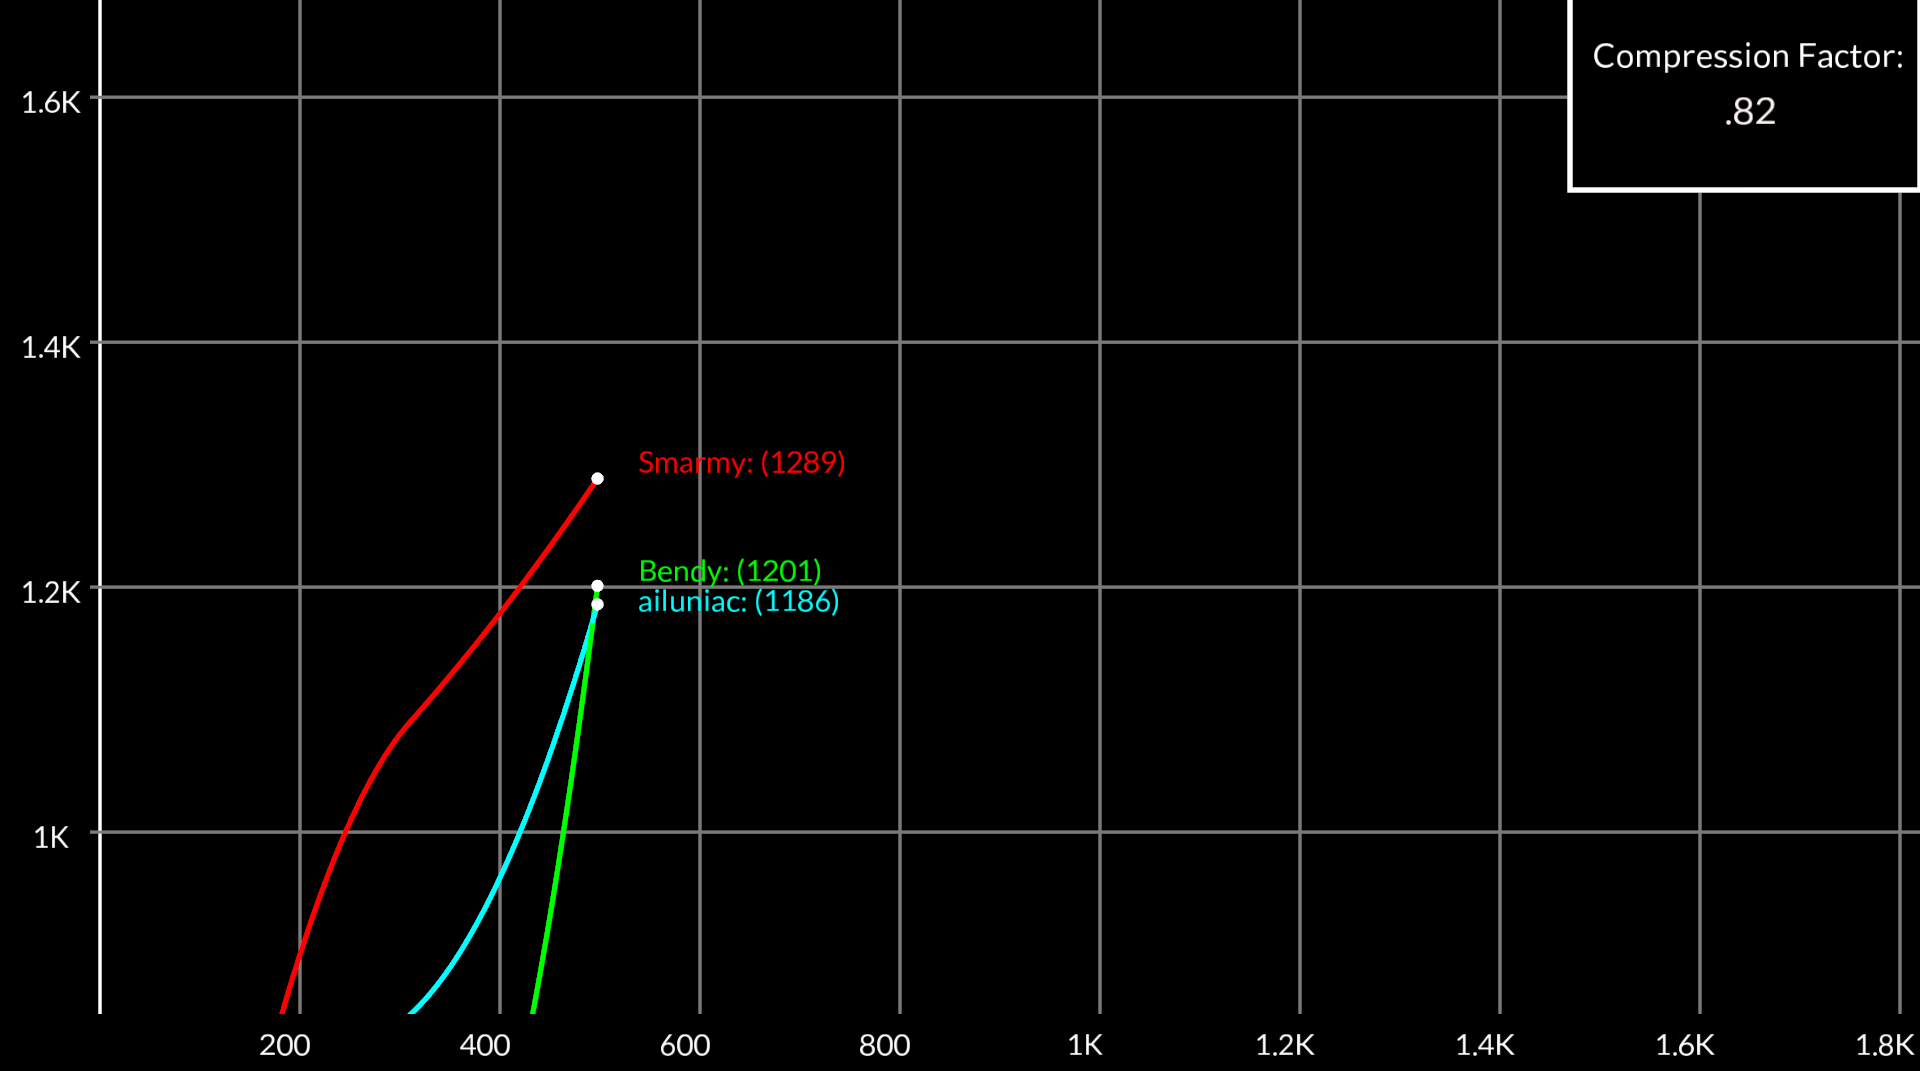 Compression Factor:
.82
1.6K
1.4K
Smarmy: (1289)
Bendy: (1201)
1.2K
ailuniac: (1186)
1K
200 400 600 800 1K 1.2K 1.4K 1.6K 1.8K